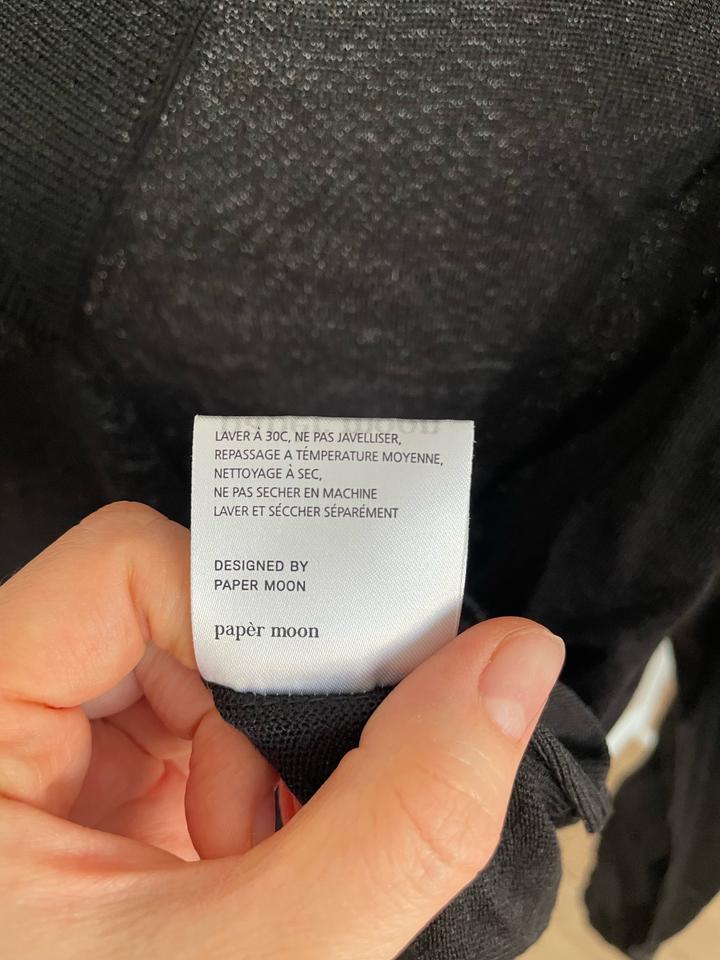 LAVER À 30C, NE PAS JAVELLISER,
REPASSAGE A TÉMPERATURE MOYENNE,
NETTOYAGE À SEC,
NE PAS SECHER EN MACHINE
LAVER ET SÉCCHER SÉPARÉMENT
DESIGNED BY
PAPER MOON
papèr moon